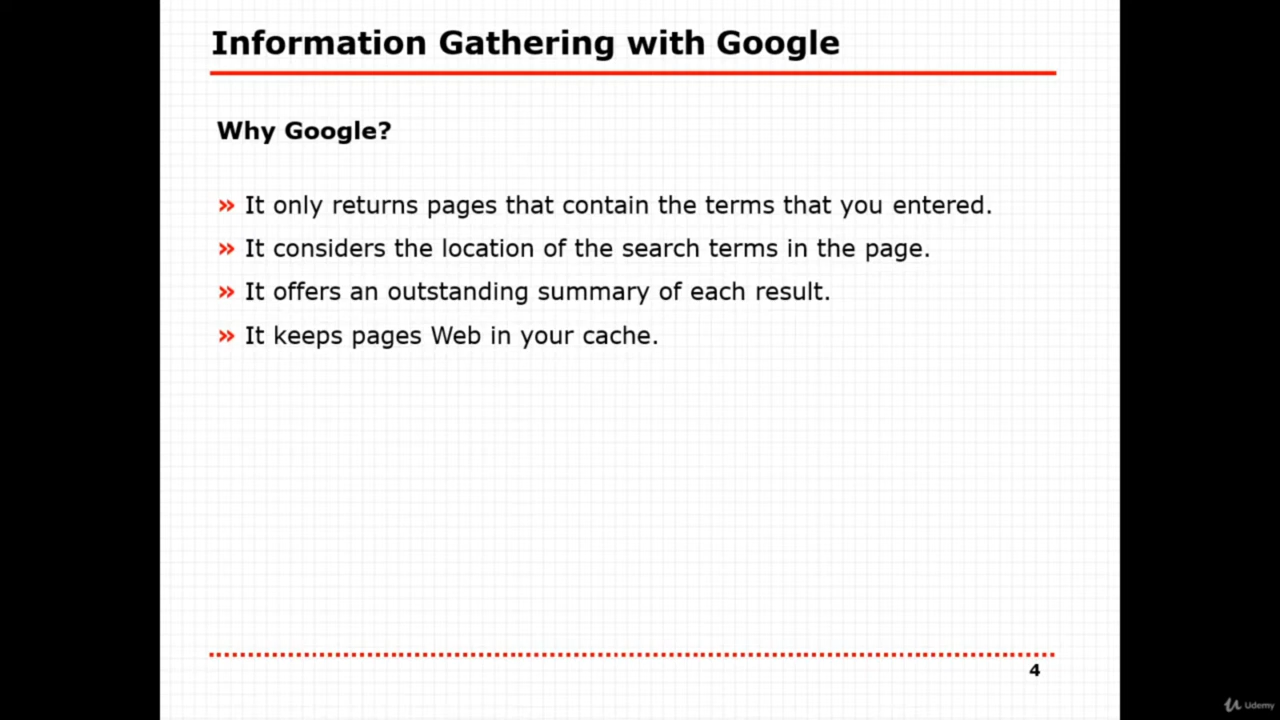 Information Gathering with Google
Why Google?
» It only returns pages that contain the terms that you entered.
» It considers the location of the search terms in the page.
» It offers an outstanding summary of each result.
» It keeps pages Web in your cache.
4
Udemy